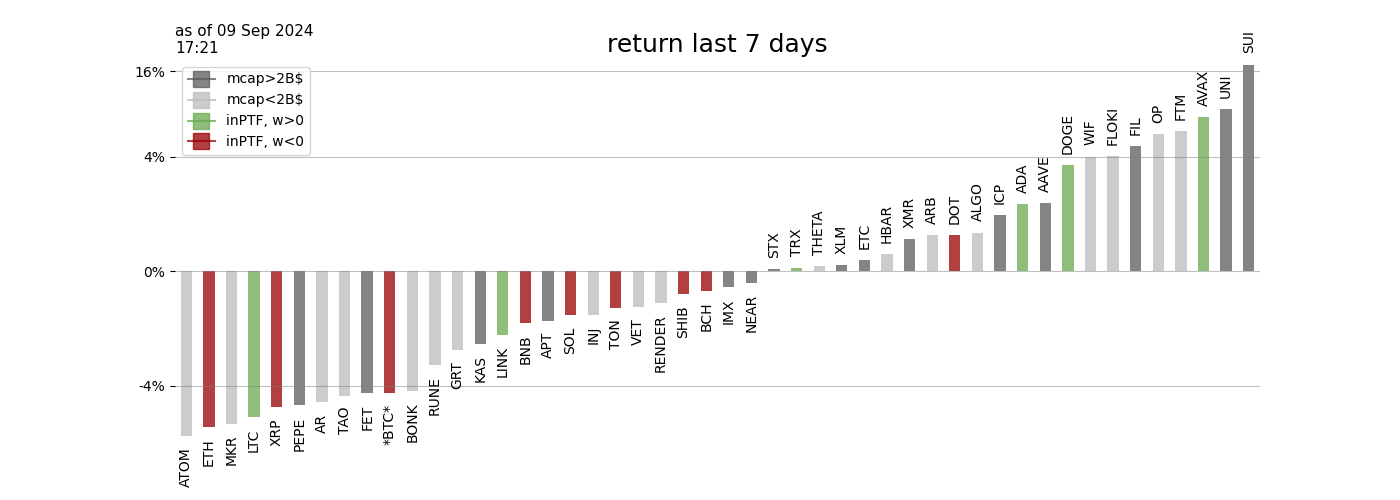 as of 09 Sep 2024
17:21
return last 7 days
mcap>2B$
mcap<2B$
inPTF, w>0
inPTF, w<0
16%
4%
0%
-4%
ATOM
ETH
MKR
LTC
XRP
PEPE
AR
TAO
FET
*BTC*
BONK
RUNE
GRT
KAS
LINK
BNB
APT
SOL
INJ
TON
VET
RENDER
SHIB
BCH
IMX
NEAR
STX
TRX
THETA
XLM
ETC
HBAR
XMR
ARB
DOT
ALGO
ICP
ADA
AAVE
DOGE
WIF
FLOKI
FIL
OP
FTM
AVAX
UNI
SUI